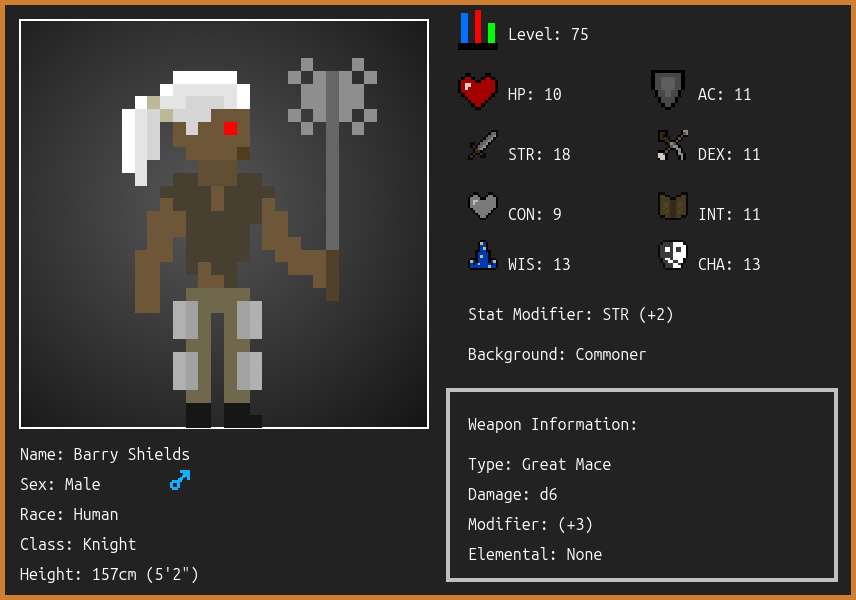 Level: 75
HP: 10
AC: 11
STR: 18
DEX: 11
CON: 9
INT: 11
WIS: 13
CHA: 13
Stat Modifier: STR (+2)
Background: Commoner
Weapon Information:
Type: Great Mace
Damage: d6
Modifier: (+3)
Elemental: None
Name: Barry Shields
Sex: Male
Race: Human
Class: Knight
Height: 157cm (5'2")